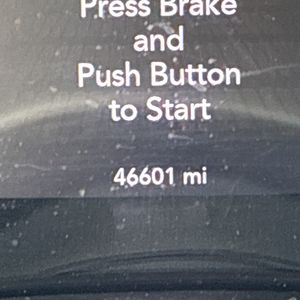 Press Brake
and
Push Button
to Start
46601 mi